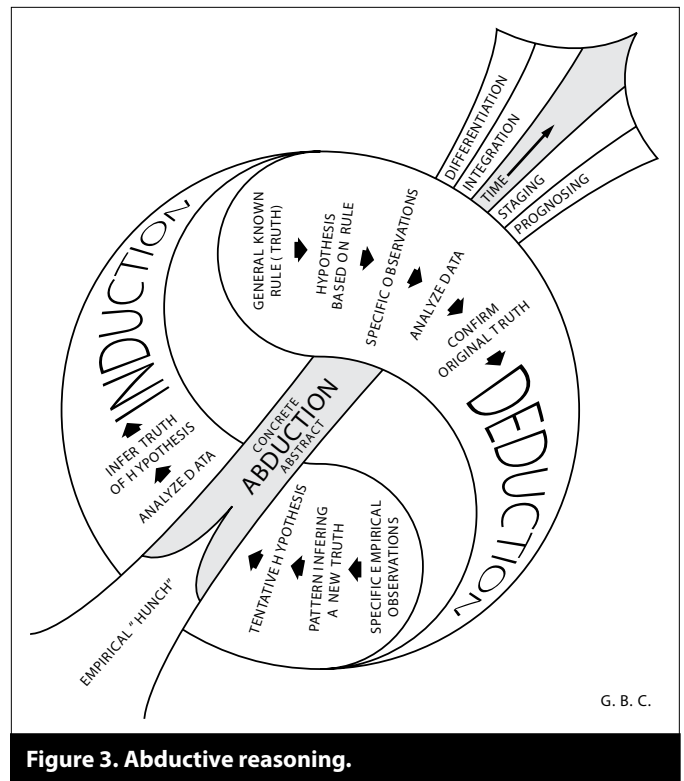 DIFFERENTIATION
INTEGRATION
TIME
STAGING
PROGNOSING
GENERAL KNOWN
RULE (TRUTH)
HYPOTHESIS
BASED ON RULE
SPECIFIC OBSERVATIONS
ANALYZE DATA
CONFIRM
ORIGINAL TRUTH
DEDUCTION
INDUCTION
INFER TRUTH
OF HYPOTHESIS
ANALYZE DATA
CONCRETE
ABDUCTION
ABSTRACT
TENTATIVE HYPOTHESIS
PATTERN INFERING
A NEW TRUTH
SPECIFIC EMPIRICAL
OBSERVATIONS
EMPIRICAL "HUNCH"
G. B. C.
Figure 3. Abductive reasoning.